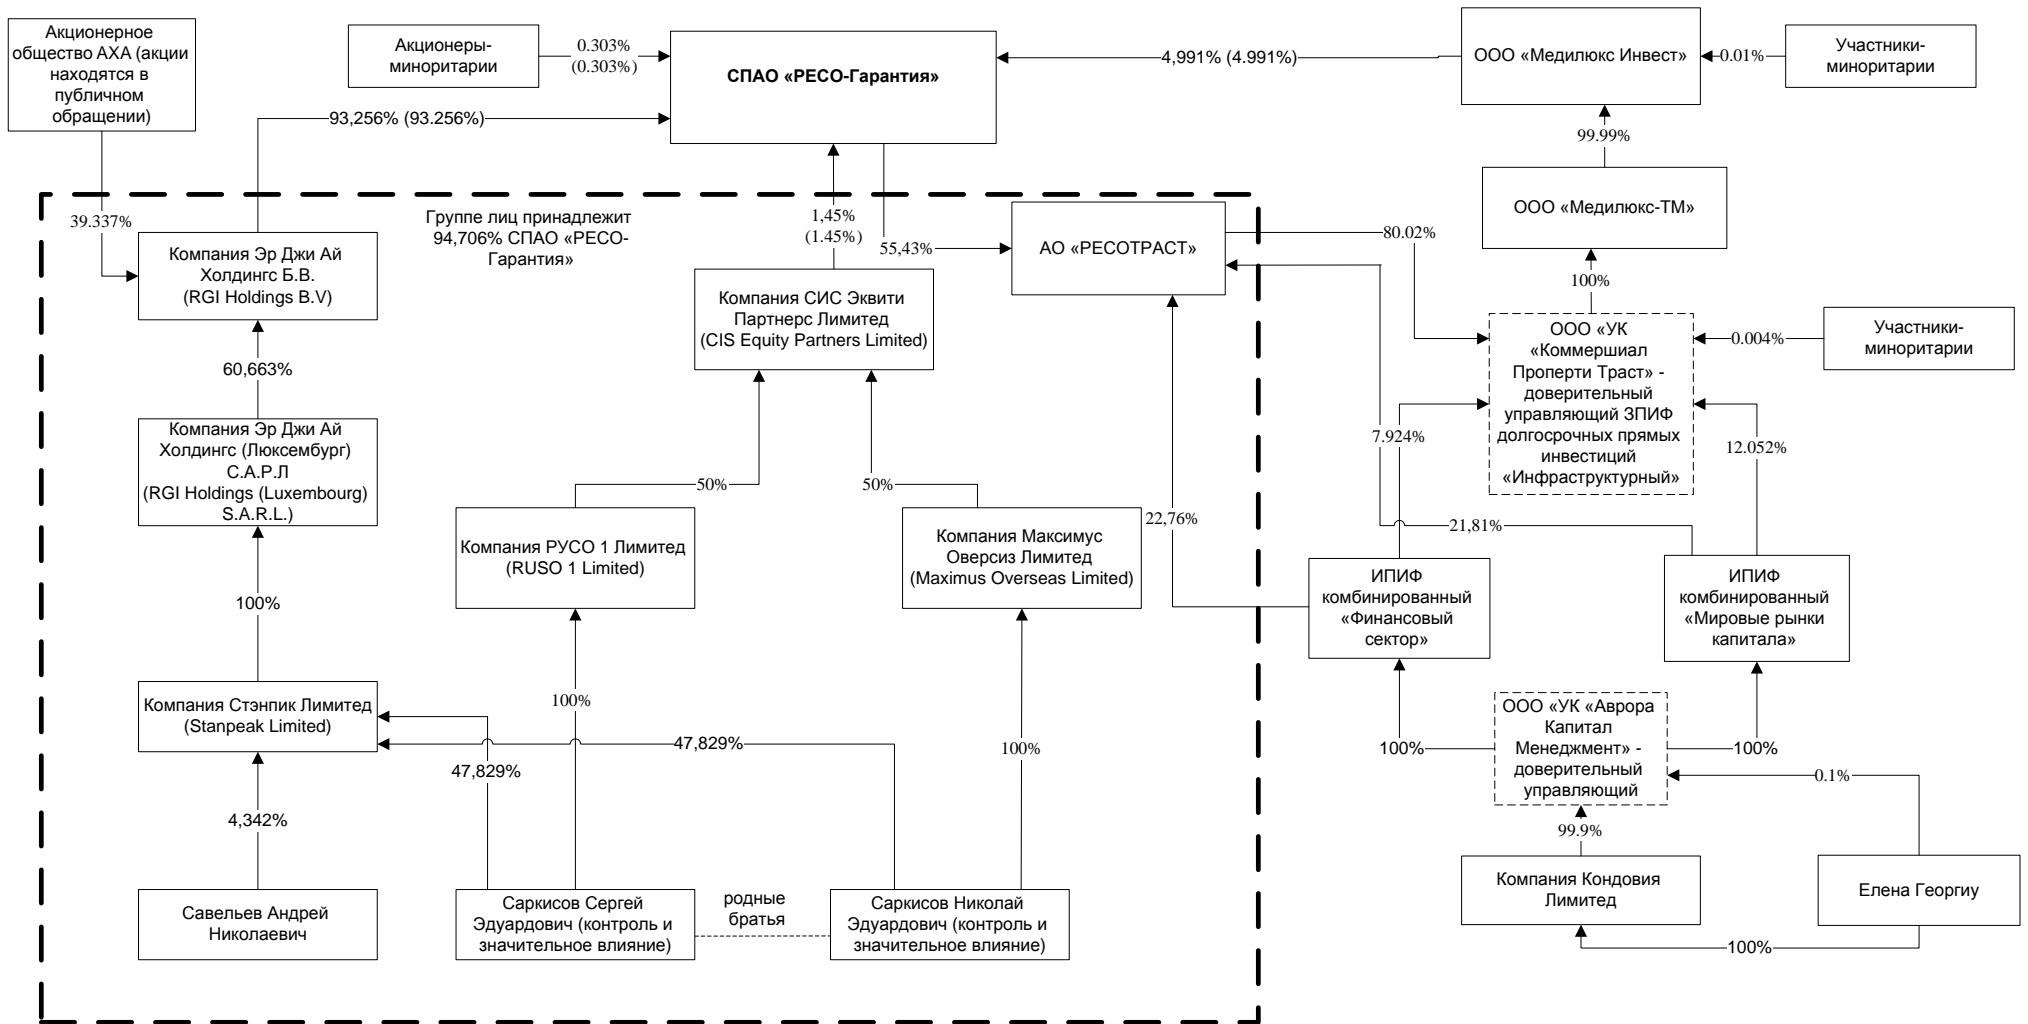 Акционерное
общество AXA (акции
находятся в
публичном
обращении)
Акционеры-
миноритарии
0.303%
(0.303%)
СПАО «РЕСО-Гарантия»
4,991% (4.991%)
ООО «Медилюкс Инвест»
0.01%
Участники-
миноритарии
93,256% (93.256%)
99.99%
ООО «Медилюкс-ТМ»
39.337%
Группе лиц принадлежит
94,706% СПАО «РЕСО-
Гарантия»
1,45%
(1.45%)
55,43%
АО «РЕСОТРАСТ»
80.02%
100%
Компания Эр Джи Ай
Холдингс Б.В.
(RGI Holdings B.V)
Компания СИС Эквити
Партнерс Лимитед
(CIS Equity Partners Limited)
ООО «УК
«Коммершиал
Проперти Траст» -
доверительный
управляющий ЗПИФ
долгосрочных прямых
инвестиций
«Инфраструктурный»
0.004%
Участники-
миноритарии
60,663%
Компания Эр Джи Ай
Холдингс (Люксембург)
С.А.Р.Л
(RGI Holdings (Luxembourg)
S.A.R.L.)
7.924%
12.052%
50%
50%
22,76%
21,81%
Компания РУСО 1 Лимитед
(RUSO 1 Limited)
Компания Максимус
Оверсиз Лимитед
(Maximus Overseas Limited)
ИПИФ
комбинированный
«Финансовый
сектор»
ИПИФ
комбинированный
«Мировые рынки
капитала»
100%
Компания Стэнпик Лимитед
(Stanpeak Limited)
100%
47,829%
47,829%
100%
100%
ООО «УК «Аврора
Капитал
Менеджмент» -
доверительный
управляющий
100%
0.1%
4,342%
99.9%
Савельев Андрей
Николаевич
Саркисов Сергей
Эдуардович (контроль и
значительное влияние)
родные
братья
Саркисов Николай
Эдуардович (контроль и
значительное влияние)
Компания Кондовия
Лимитед
Елена Георгиу
100%